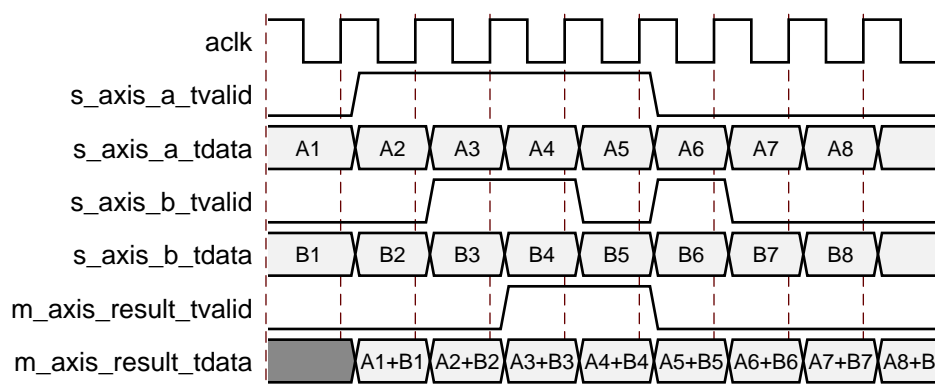 aclk
s_axis_a_tvalid
s_axis_a_tdata A1 A2 A3 A4 A5 A6 A7 A8
s_axis_b_tvalid
s_axis_b_tdata B1 B2 B3 B4 B5 B6 B7 B8
m_axis_result_tvalid
m_axis_result_tdata A1+B1 A2+B2 A3+B3 A4+B4 A5+B5 A6+B6 A7+B7 A8+B